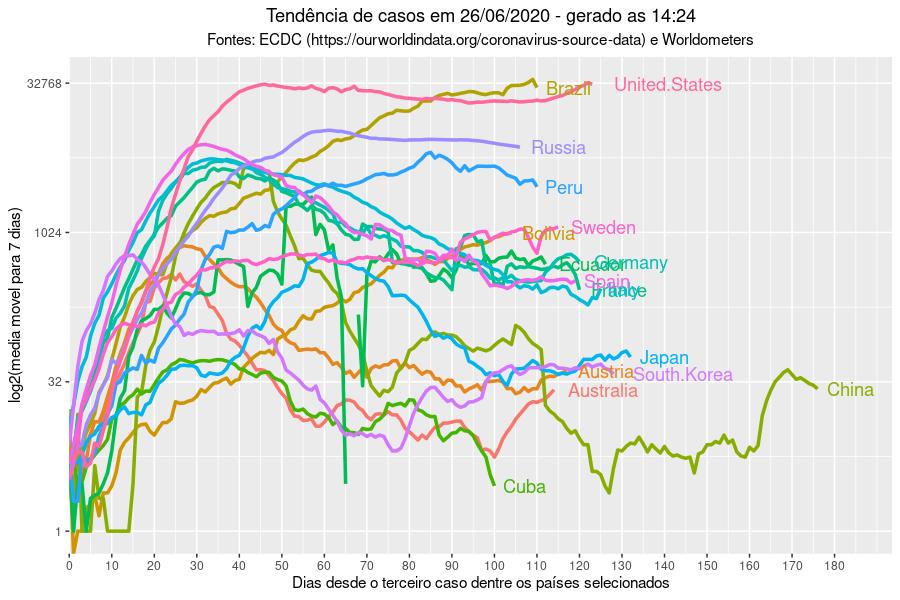 Tendência de casos em 26/06/2020 - gerado as 14:24
Fontes: ECDC (https://ourworldindata.org/coronavirus-source-data) e Worldometers
log2(media movel para 7 dias)
32768
1024
32
1
United.States
Brazil
Russia
Peru
Sweden
Bolivia
Germany
Ecuador
Spain
France
Japan
Austria
South.Korea
Australia
China
Cuba
0 10 20 30 40 50 60 70 80 90 100 110 120 130 140 150 160 170 180
Dias desde o terceiro caso dentre os países selecionados